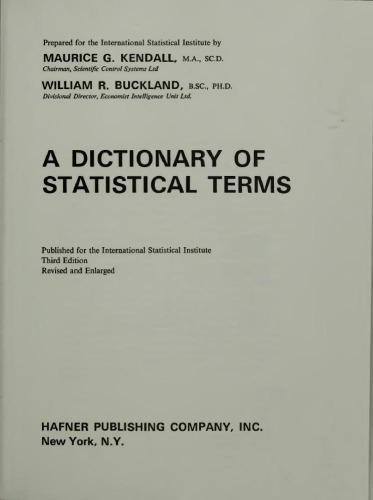 Prepared for the International Statistical Institute by
MAURICE G. KENDALL, M.A., SC.D.
Chairman, Scientific Control Systems Ltd
WILLIAM R. BUCKLAND, B.SC., PH.D.
Divisional Director, Economist Intelligence Unit Ltd.
A DICTIONARY OF
STATISTICAL TERMS
Published for the International Statistical Institute
Third Edition
Revised and Enlarged
HAFNER PUBLISHING COMPANY, INC.
New York, N.Y.